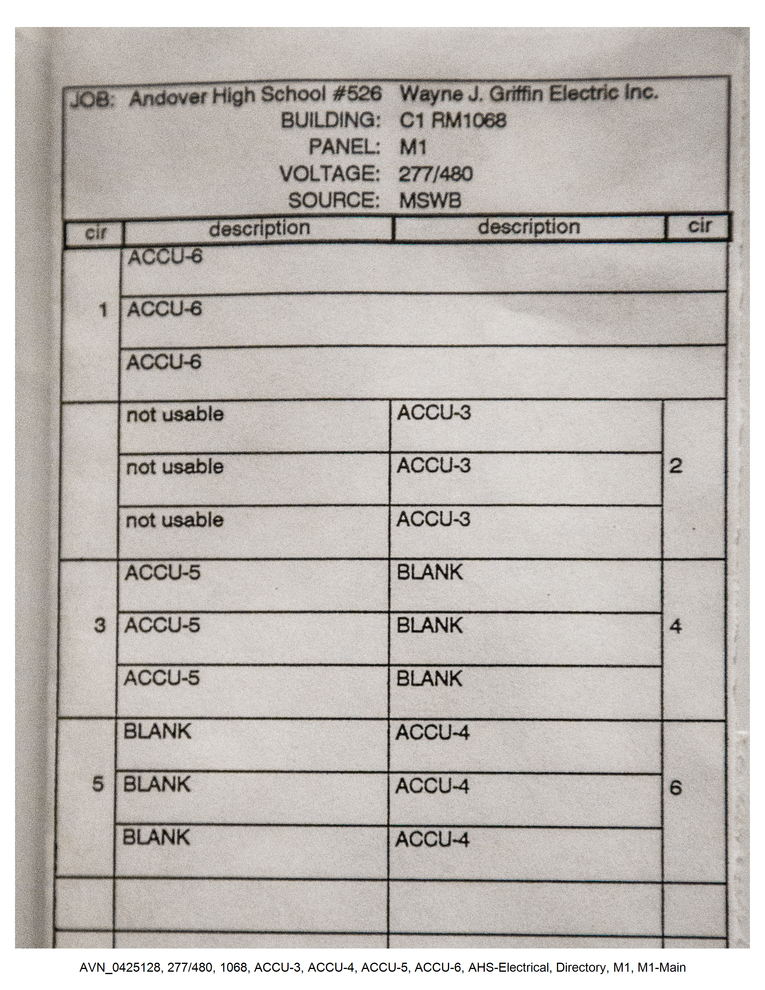 JOB: Andover High School #526 Wayne J. Griffin Electric Inc.
BUILDING: C1 RM1068
PANEL: M1
VOLTAGE: 277/480
SOURCE: MSWB
cir description description cir
ACCU-6
1 ACCU-6
ACCU-6
not usable ACCU-3
not usable ACCU-3 2
not usable ACCU-3
ACCU-5 BLANK
3 ACCU-5 BLANK 4
ACCU-5 BLANK
BLANK ACCU-4
5 BLANK ACCU-4 6
BLANK ACCU-4
AVN_0425128, 277/480, 1068, ACCU-3, ACCU-4, ACCU-5, ACCU-6, AHS-Electrical, Directory, M1, M1-Main